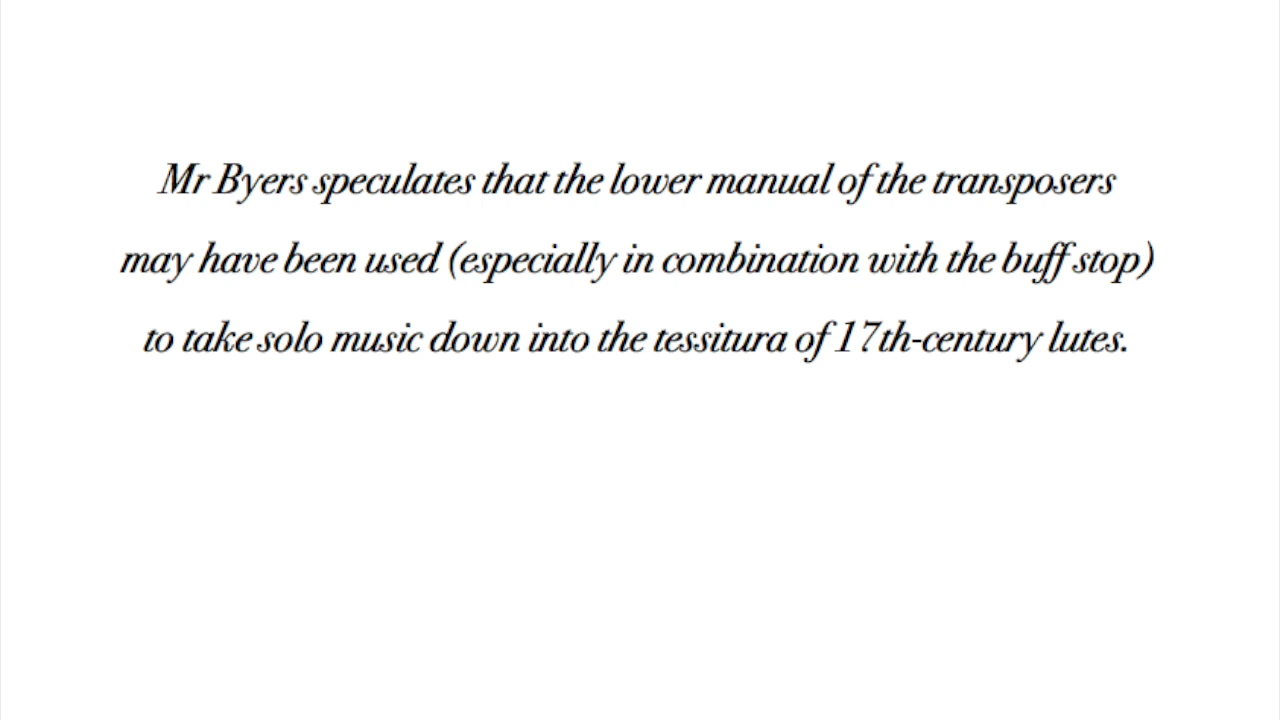 Mr Byers speculates that the lower manual of the transposers
may have been used (especially in combination with the buff stop)
to take solo music down into the tessitura of 17th-century lutes.